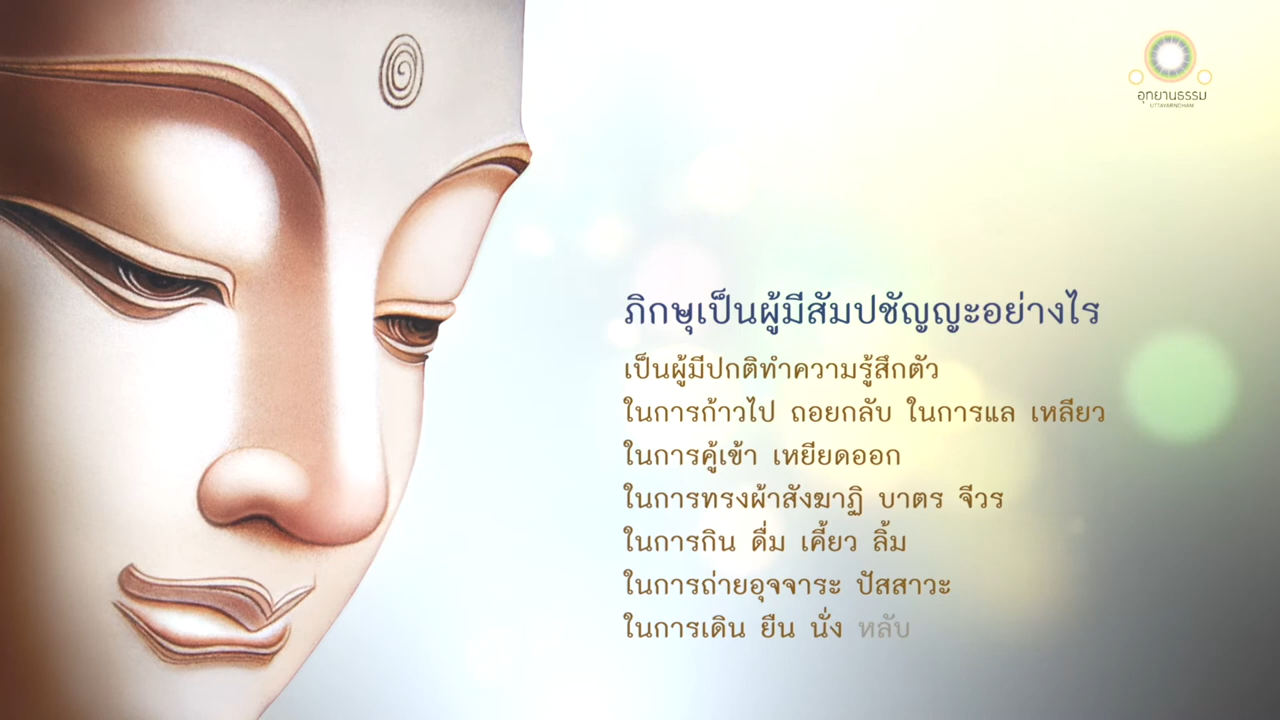 อุทยานธรรม
UTTAYARNDHAM
ภิกษุเป็นผู้มีสัมปชัญญะอย่างไร
เป็นผู้มีปกติทำความรู้สึกตัว
ในการก้าวไป ถอยกลับ ในการแล เหลียว
ในการคู้เข้า เหยียดออก
ในการทรงผ้าสังฆาฏิ บาตร จีวร
ในการกิน ดื่ม เคี้ยว ลิ้ม
ในการถ่ายอุจจาระ ปัสสาวะ
ในการเดิน ยืน นั่ง หลับ